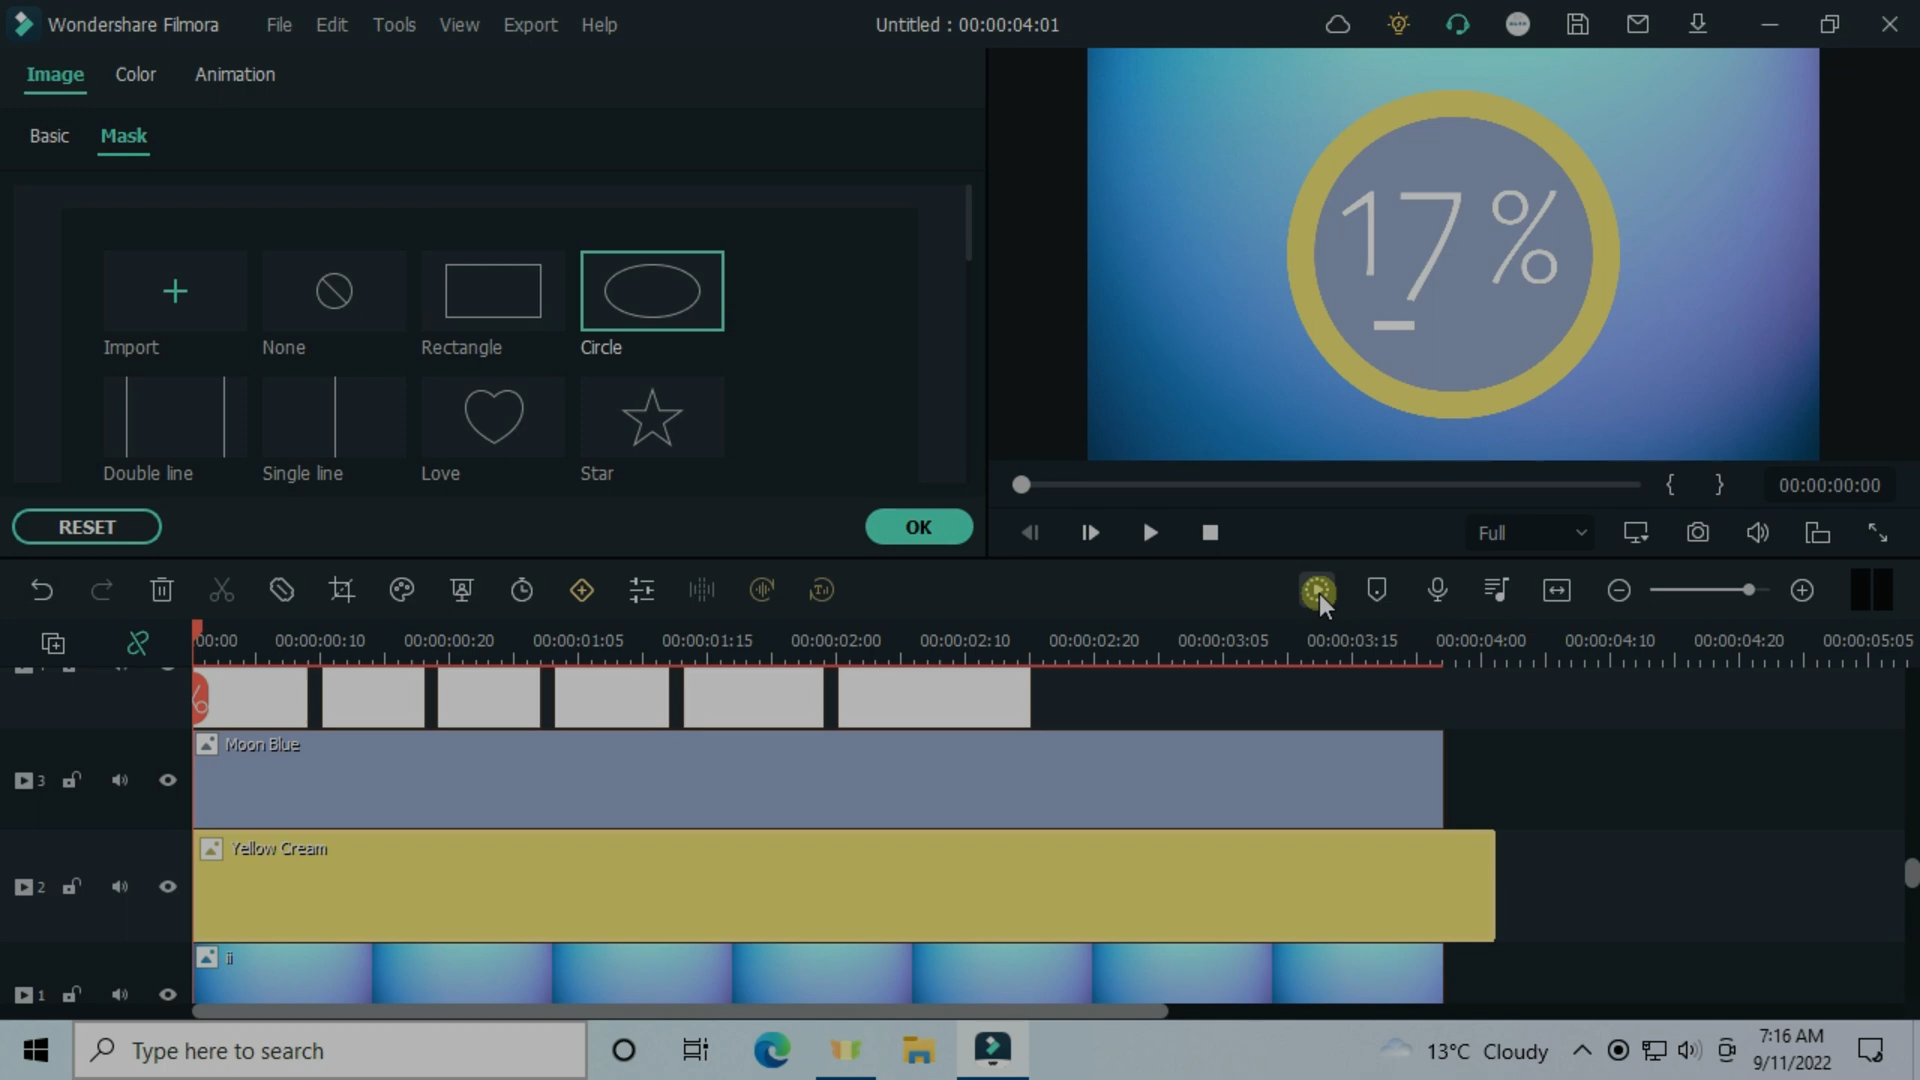 Wondershare Filmora File Edit Tools View Export Help Untitled : 00:00:04:01
Image Color Animation
Basic Mask
Import None Rectangle Circle
Double line Single line Love Star
RESET OK
17%
{ } 00:00:00:00
Full
00:00 00:00:00:10 00:00:00:20 00:00:01:05 00:00:01:15 00:00:02:00 00:00:02:10 00:00:02:20 00:00:03:05 00:00:03:15 00:00:04:00 00:00:04:10 00:00:04:20 00:00:05:05
Moon Blue
3
Yellow Cream
2
ii
1
Type here to search
13°C Cloudy
7:16 AM
9/11/2022